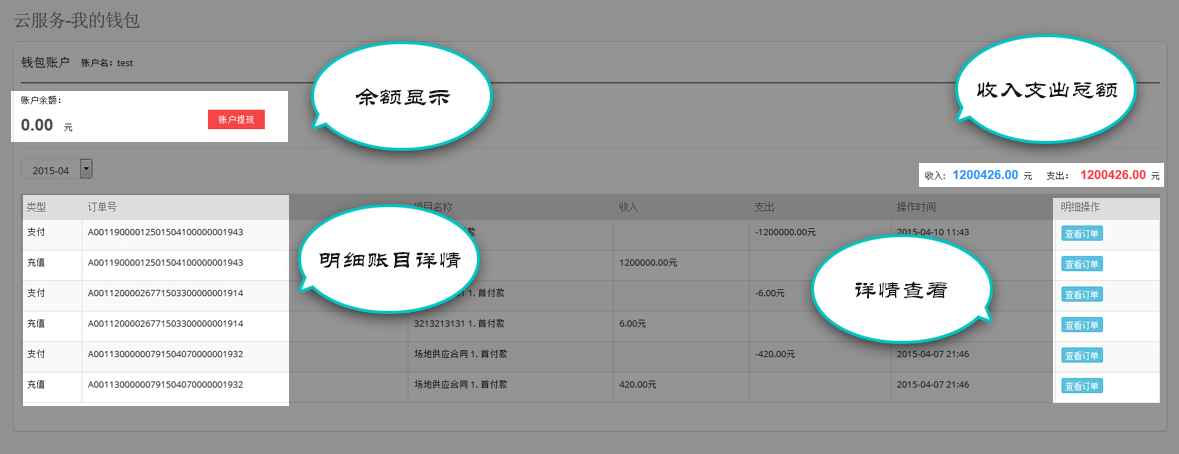 云服务-我的钱包
钱包账户 账户名：test
账户余额：
0.00 元 账户提现
余额显示
收入支出总额
2015-04
收入： 1200426.00 元 支出： 1200426.00 元
类型 订单号 项目名称 收入 支出 操作时间 明细操作
支付 A001190000125015041000000001943 款 -1200000.00元 2015-04-10 11:43 查看订单
充值 A001190000125015041000000001943 1200000.00元 查看订单
支付 A001120000267715033000000001914 1. 首付款 -6.00元 查看订单
充值 A001120000267715033000000001914 3213213131 1. 首付款 6.00元 查看订单
支付 A0011300000791504070000001932 场地供应合同 1. 首付款 -420.00元 2015-04-07 21:46 查看订单
充值 A0011300000791504070000001932 场地供应合同 1. 首付款 420.00元 2015-04-07 21:46 查看订单
明细账目详情
详情查看